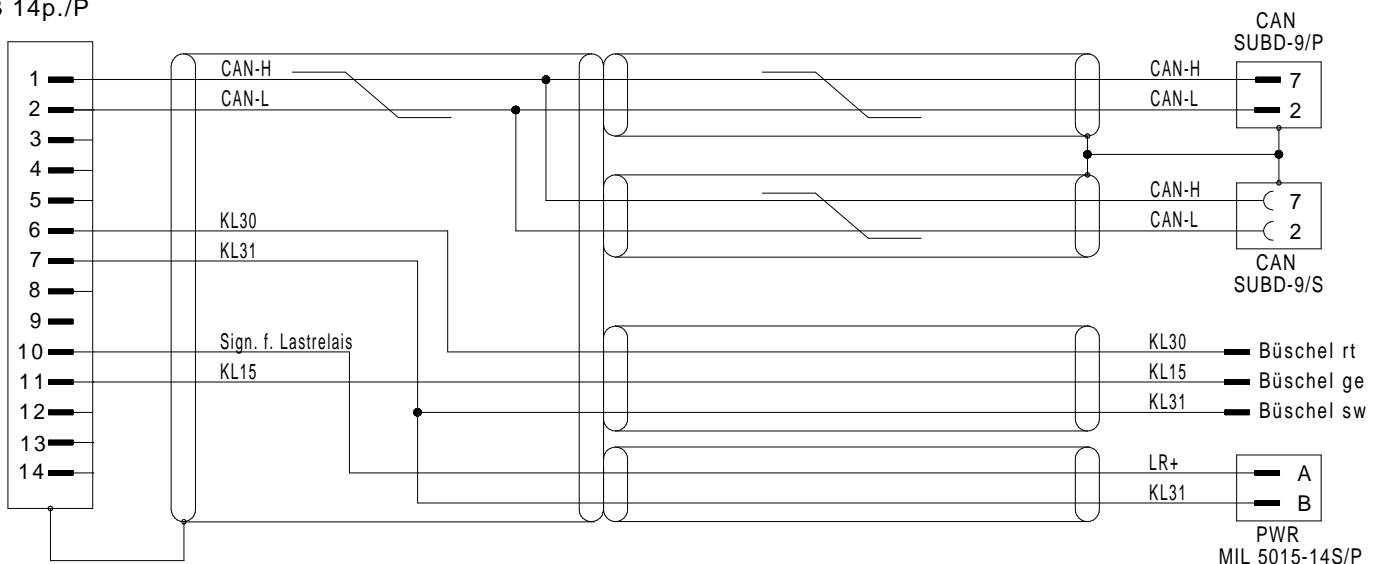 14p./P
CAN
SUBD-9/P
1
2
3
4
5
6
7
8
9
10
11
12
13
14
CAN-H
CAN-L
KL30
KL31
Sign. f. Lastrelais
KL15
CAN-H
CAN-L
7
2
CAN-H
CAN-L
7
2
CAN
SUBD-9/S
KL30
KL15
KL31
Büschel rt
Büschel ge
Büschel sw
LR+
KL31
A
B
PWR
MIL 5015-14S/P